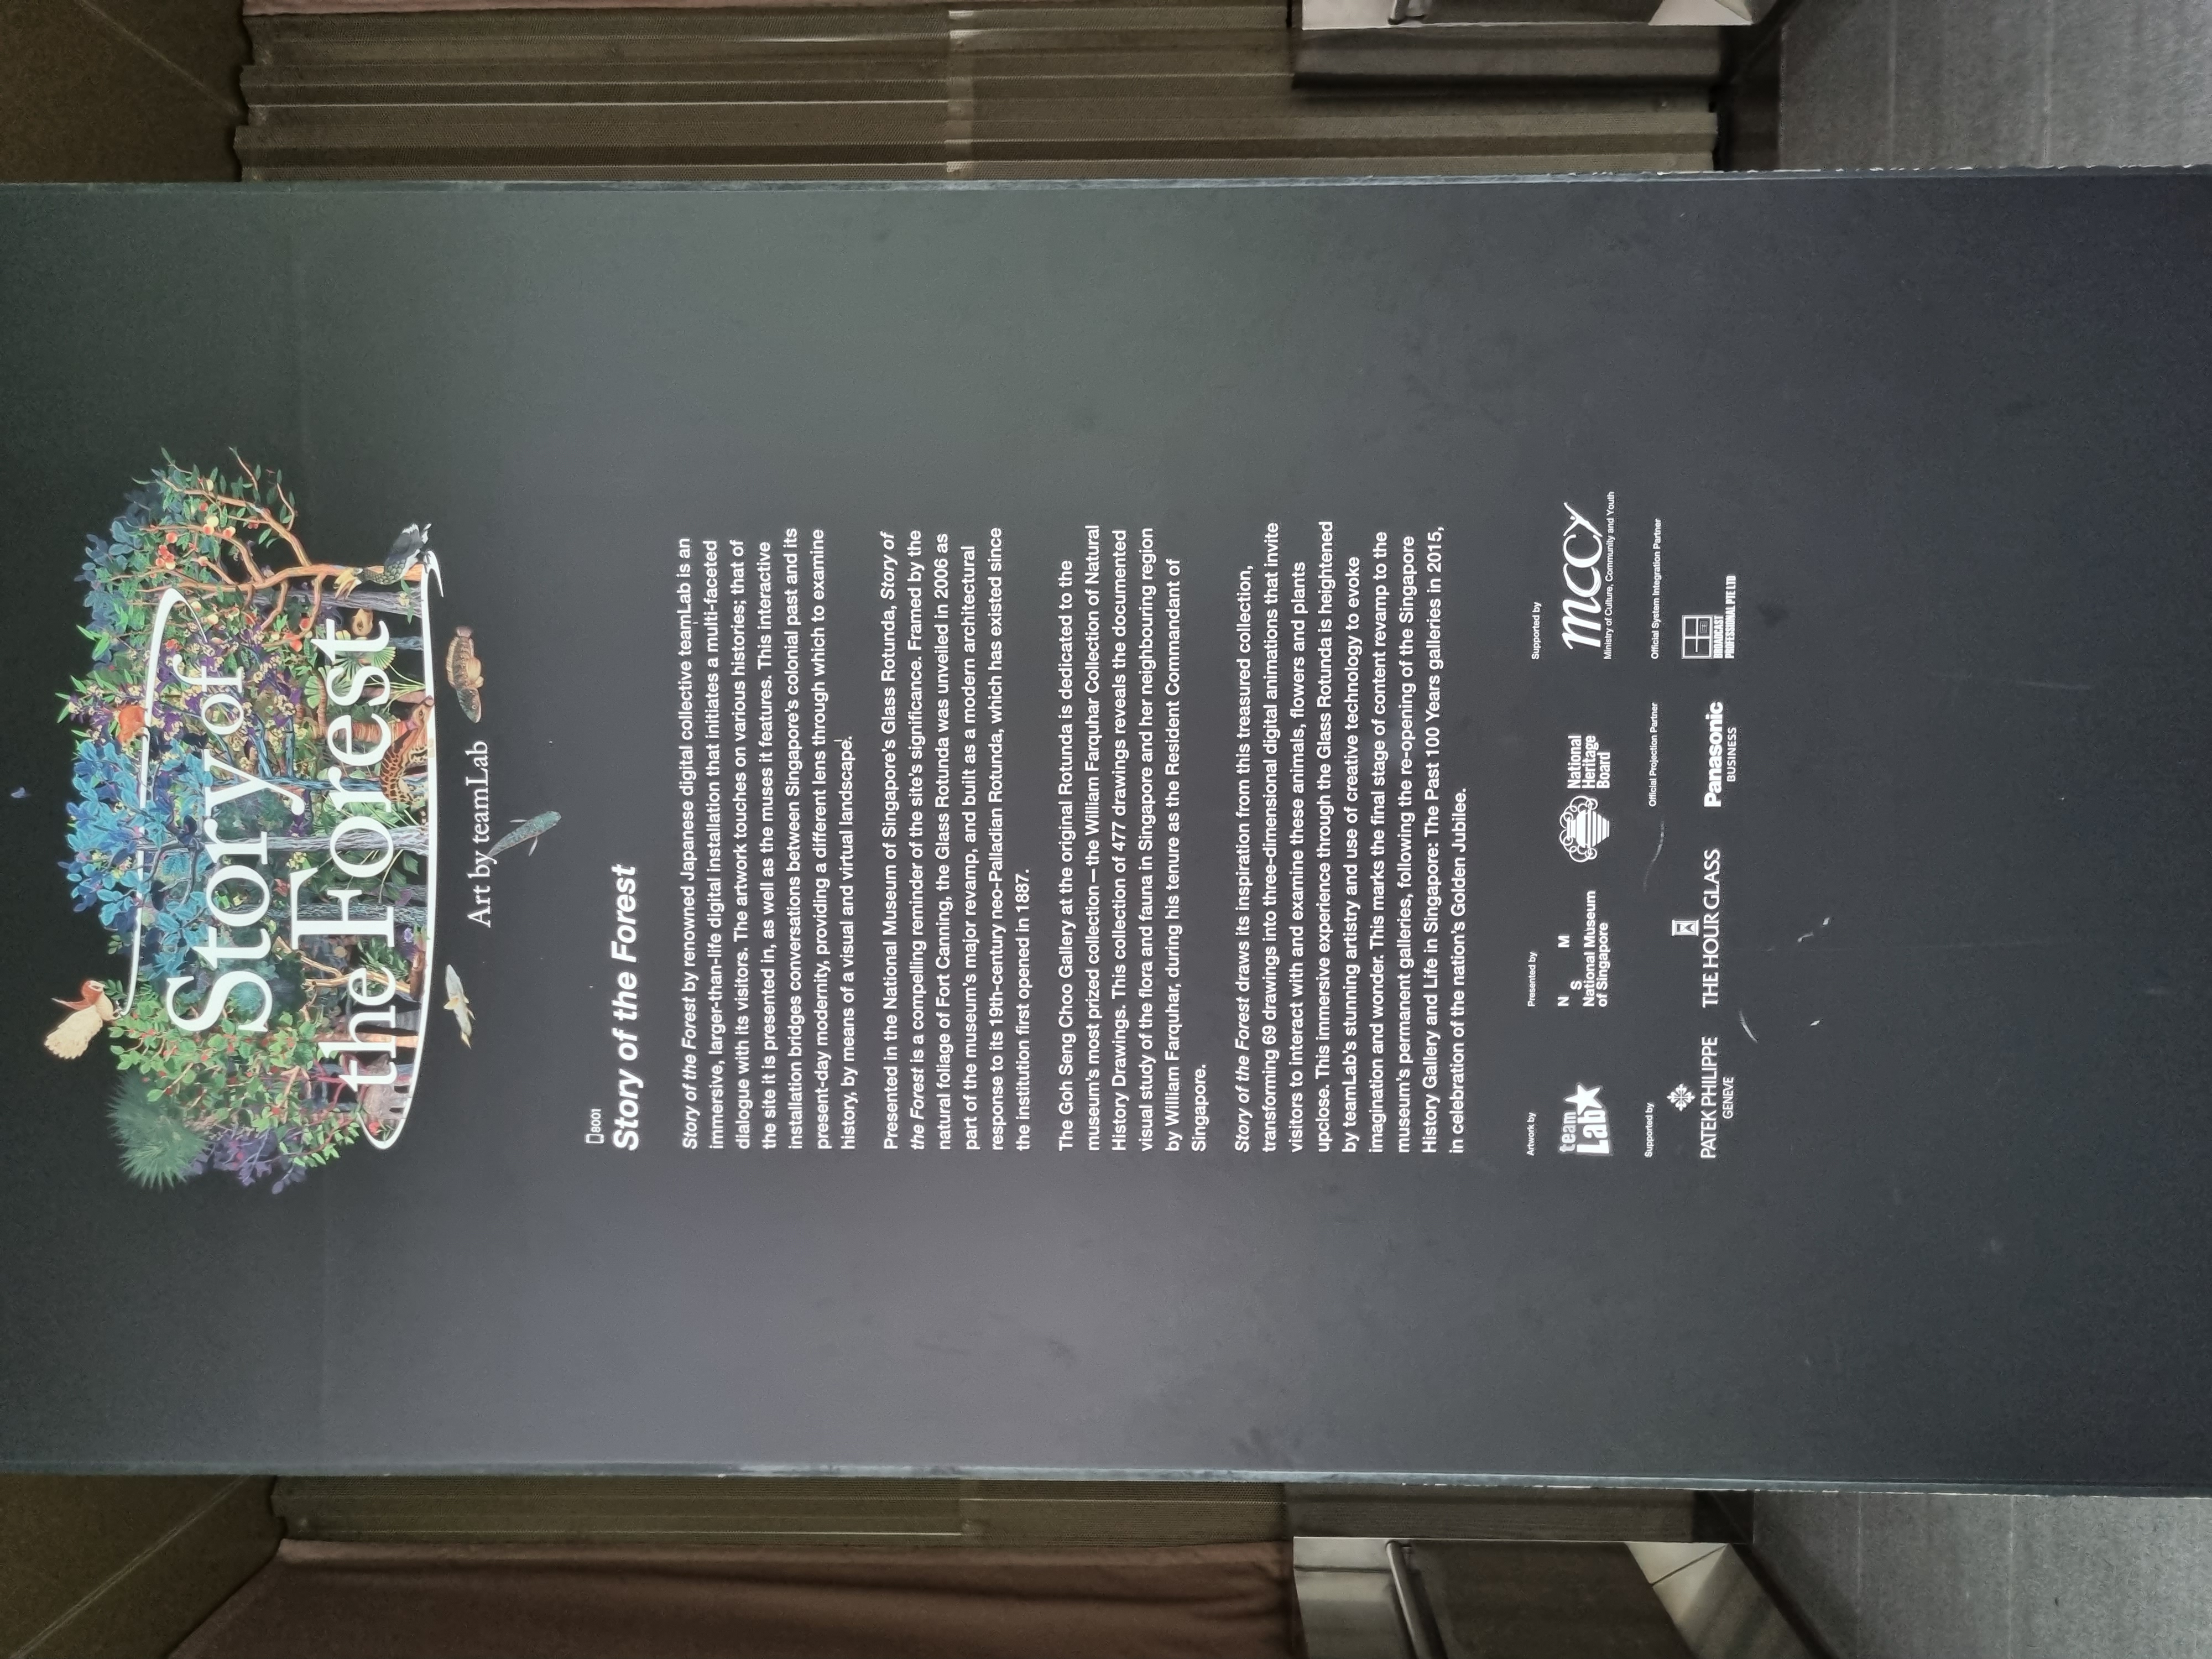 Story of
the Forest
Art by teamLab
8001
Story of the Forest
Story of the Forest by renowned Japanese digital collective teamLab is an
immersive, larger-than-life digital installation that initiates a multi-faceted
dialogue with its visitors. The artwork touches on various histories; that of
the site it is presented in, as well as the muses it features. This interactive
installation bridges conversations between Singapore's colonial past and its
present-day modernity, providing a different lens through which to examine
history, by means of a visual and virtual landscape.
Presented in the National Museum of Singapore's Glass Rotunda, Story of
the Forest is a compelling reminder of the site's significance. Framed by the
natural foliage of Fort Canning, the Glass Rotunda was unveiled in 2006 as
part of the museum's major revamp, and built as a modern architectural
response to its 19th-century neo-Palladian Rotunda, which has existed since
the institution first opened in 1887.
The Goh Seng Choo Gallery at the original Rotunda is dedicated to the
museum's most prized collection—the William Farquhar Collection of Natural
History Drawings. This collection of 477 drawings reveals the documented
visual study of the flora and fauna in Singapore and her neighbouring region
by William Farquhar, during his tenure as the Resident Commandant of
Singapore.
Story of the Forest draws its inspiration from this treasured collection,
transforming 69 drawings into three-dimensional digital animations that invite
visitors to interact with and examine these animals, flowers and plants
upclose. This immersive experience through the Glass Rotunda is heightened
by teamLab's stunning artistry and use of creative technology to evoke
imagination and wonder. This marks the final stage of content revamp to the
museum's permanent galleries, following the re-opening of the Singapore
History Gallery and Life in Singapore: The Past 100 Years galleries in 2015,
in celebration of the nation's Golden Jubilee.
Artwork by
team
Lab
Presented by
N M
S
National Museum
of Singapore
National
Heritage
Board
Supported by
mccy
Ministry of Culture, Community and Youth
Supported by
PATEK PHILIPPE
GENEVE
THE HOUR GLASS
Official Projection Partner
Panasonic
BUSINESS
Official System Integration Partner
BROADCAST
PROFESSIONAL PTE LTD